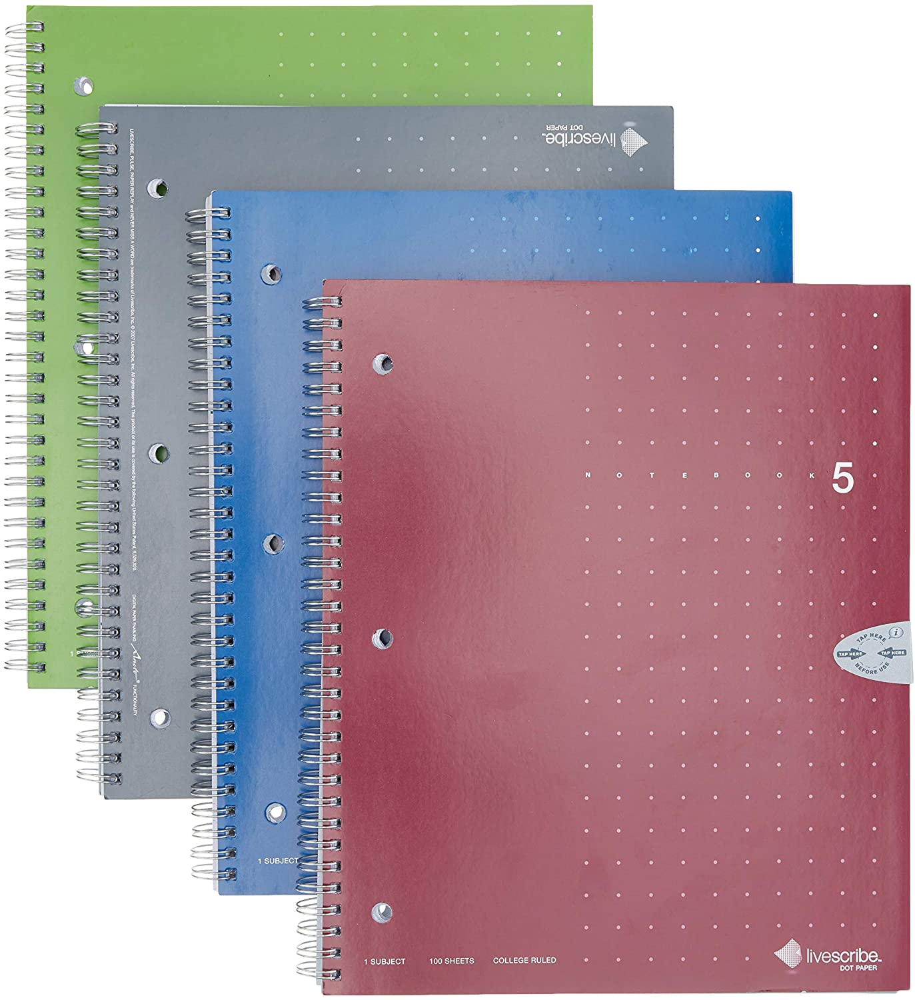 livescribe™
DOT PAPER
LIVESCRIBE, PULSE, PAPER REPLAY and NEVER MISS A WORD are trademarks of Livescribe, Inc. © 2007 Livescribe, Inc. All rights reserved. This product or its use is covered by the following United States Patent; 6,529,920.
DIGITAL PAPER ENABLING Anoto® FUNCTIONALITY
1
1 SUBJECT
NOTEBOOK 5
TAP HERE i
TAP HERE TAP HERE
BEFORE USE
1 SUBJECT 100 SHEETS COLLEGE RULED
livescribe™
DOT PAPER